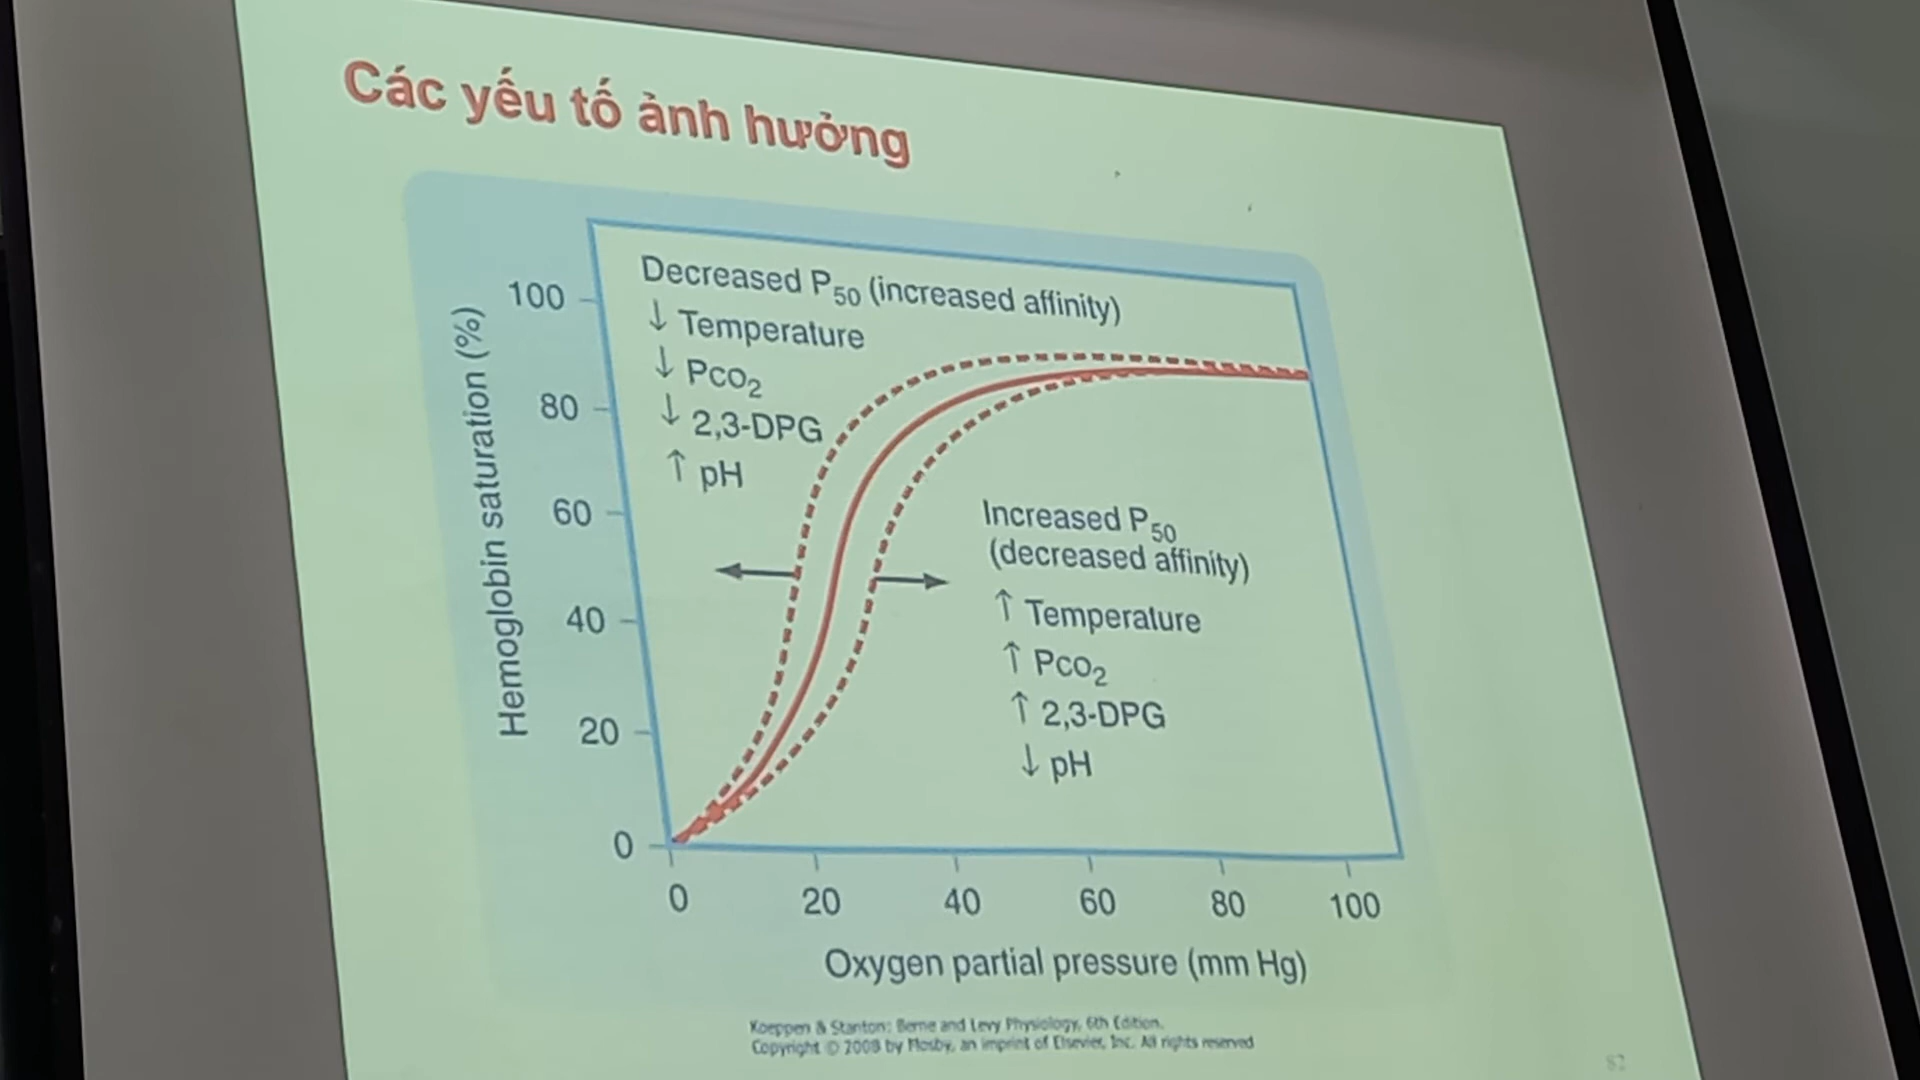 Các yếu tố ảnh hưởng
Decreased P₅₀ (increased affinity)
↓ Temperature
↓ PCO₂
↓ 2,3-DPG
↑ pH
Increased P₅₀
(decreased affinity)
↑ Temperature
↑ PCO₂
↑ 2,3-DPG
↓ pH
Hemoglobin saturation (%)
100
80
60
40
20
0
0 20 40 60 80 100
Oxygen partial pressure (mm Hg)
Koeppen & Stanton: Berne and Levy Physiology, 6th Edition.
Copyright © 2008 by Mosby, an imprint of Elsevier, Inc. All rights reserved
82